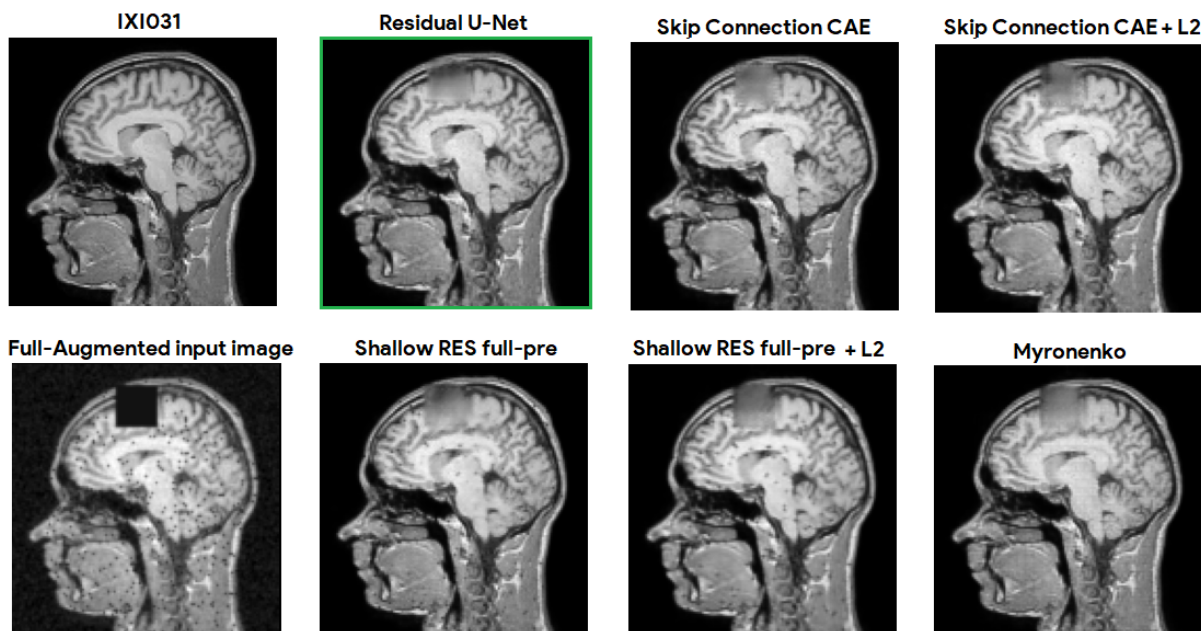 IXI031
Residual U-Net
Skip Connection CAE
Skip Connection CAE + L2
Full-Augmented input image
Shallow RES full-pre
Shallow RES full-pre + L2
Myronenko